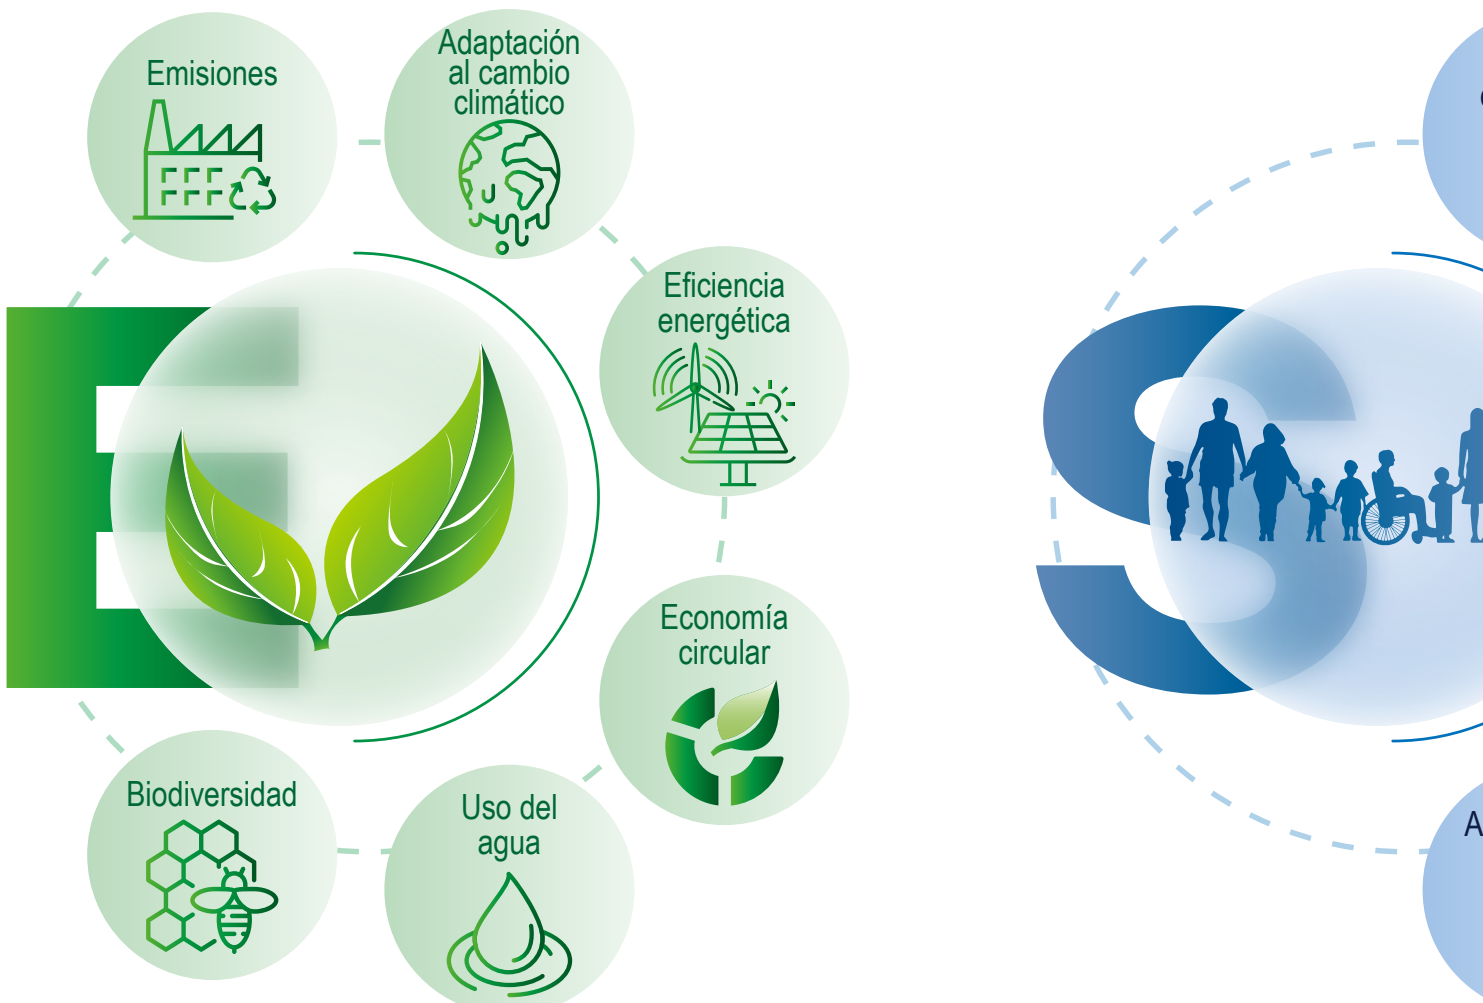 Emisiones
Adaptación
al cambio
climático
Eficiencia
energética
E
Economía
circular
Biodiversidad
Uso del
agua
S
A